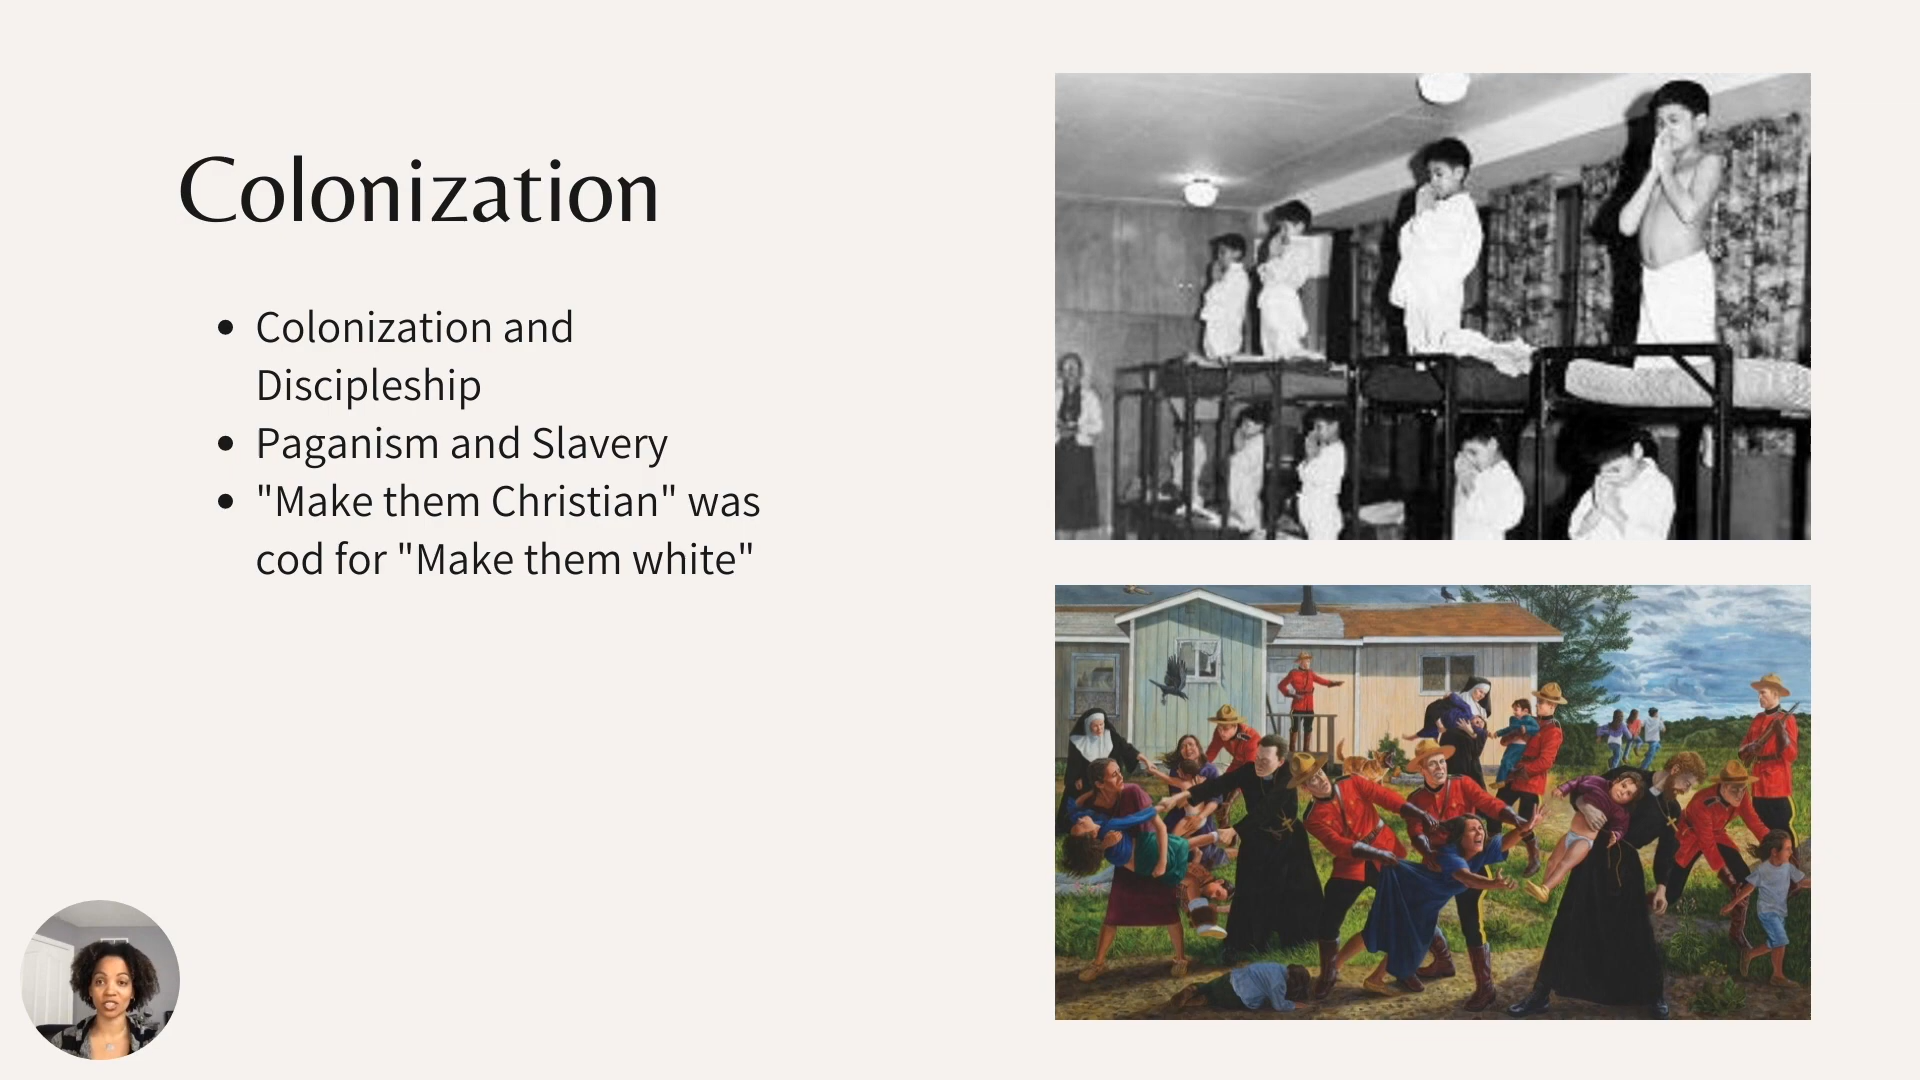 Colonization
• Colonization and
Discipleship
• Paganism and Slavery
• "Make them Christian" was
cod for "Make them white"